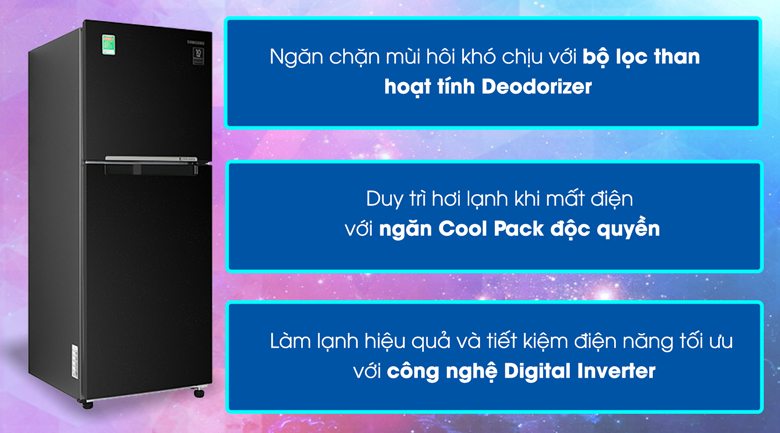 SAMSUNG
10
Ngăn chặn mùi hôi khó chịu với bộ lọc than
hoạt tính Deodorizer
Duy trì hơi lạnh khi mất điện
với ngăn Cool Pack độc quyền
Làm lạnh hiệu quả và tiết kiệm điện năng tối ưu
với công nghệ Digital Inverter